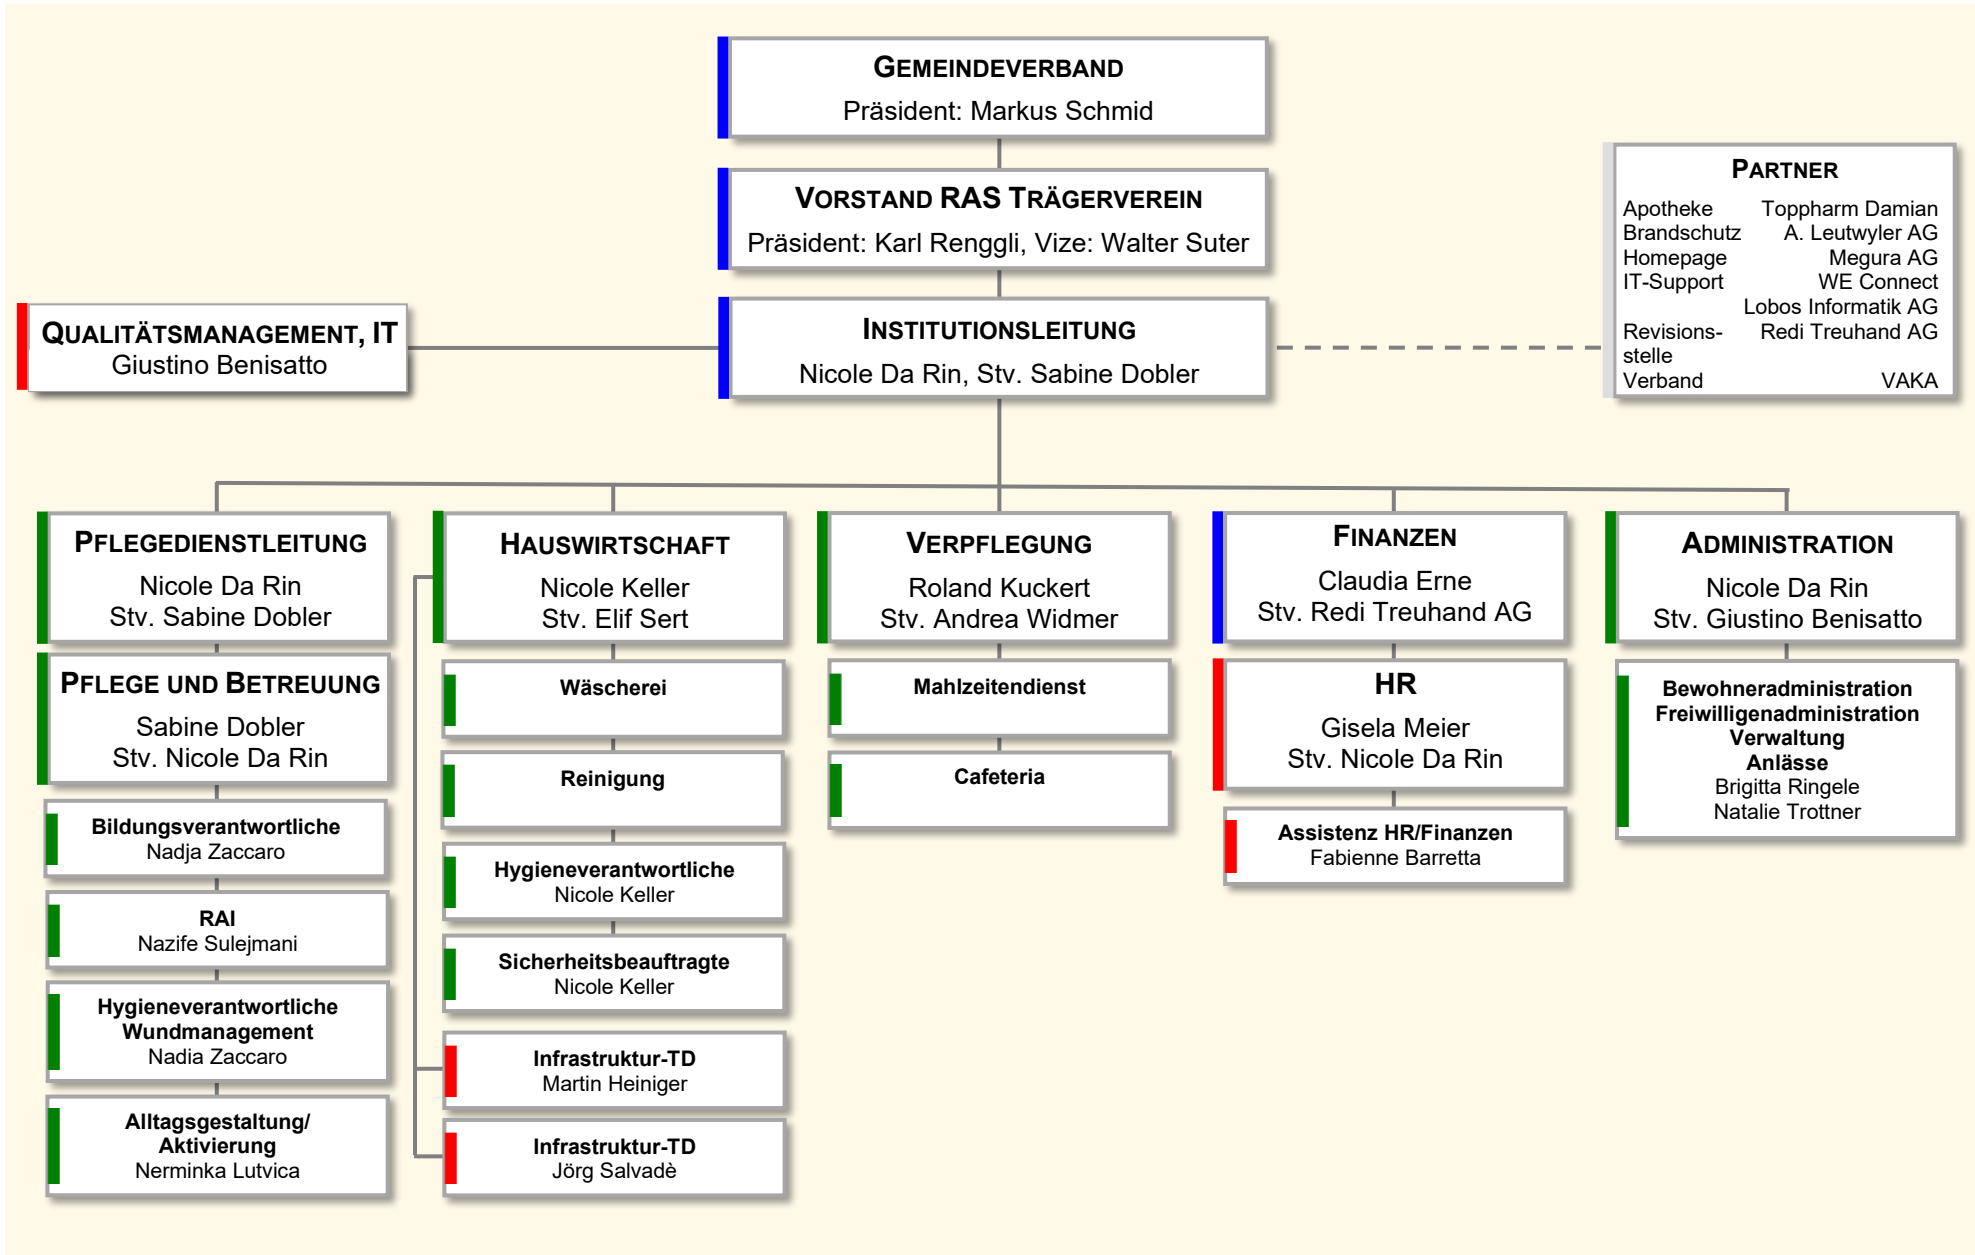 GEMEINDEVERBAND
Präsident: Markus Schmid
VORSTAND RAS TRÄGERVEREIN
Präsident: Karl Renggli, Vize: Walter Suter
PARTNER
Apotheke Toppharm Damian
Brandschutz A. Leutwyler AG
Homepage Megura AG
IT-Support WE Connect
Lobos Informatik AG
Revisions- Redi Treuhand AG
stelle
Verband VAKA
QUALITÄTSMANAGEMENT, IT
Giustino Benisatto
INSTITUTIONSLEITUNG
Nicole Da Rin, Stv. Sabine Dobler
PFLEGEDIENSTLEITUNG
Nicole Da Rin
Stv. Sabine Dobler
PFLEGE UND BETREUUNG
Sabine Dobler
Stv. Nicole Da Rin
Bildungsverantwortliche
Nadja Zaccaro
RAI
Nazife Sulejmani
Hygieneverantwortliche
Wundmanagement
Nadia Zaccaro
Alltagsgestaltung/
Aktivierung
Nerminka Lutvica
HAUSWIRTSCHAFT
Nicole Keller
Stv. Elif Sert
Wäscherei
Reinigung
Hygieneverantwortliche
Nicole Keller
Sicherheitsbeauftragte
Nicole Keller
Infrastruktur-TD
Martin Heiniger
Infrastruktur-TD
Jörg Salvadè
VERPFLEGUNG
Roland Kuckert
Stv. Andrea Widmer
Mahlzeitendienst
Cafeteria
FINANZEN
Claudia Erne
Stv. Redi Treuhand AG
HR
Gisela Meier
Stv. Nicole Da Rin
Assistenz HR/Finanzen
Fabienne Barretta
ADMINISTRATION
Nicole Da Rin
Stv. Giustino Benisatto
Bewohneradministration
Freiwilligenadministration
Verwaltung
Anlässe
Brigitta Ringele
Natalie Trottner